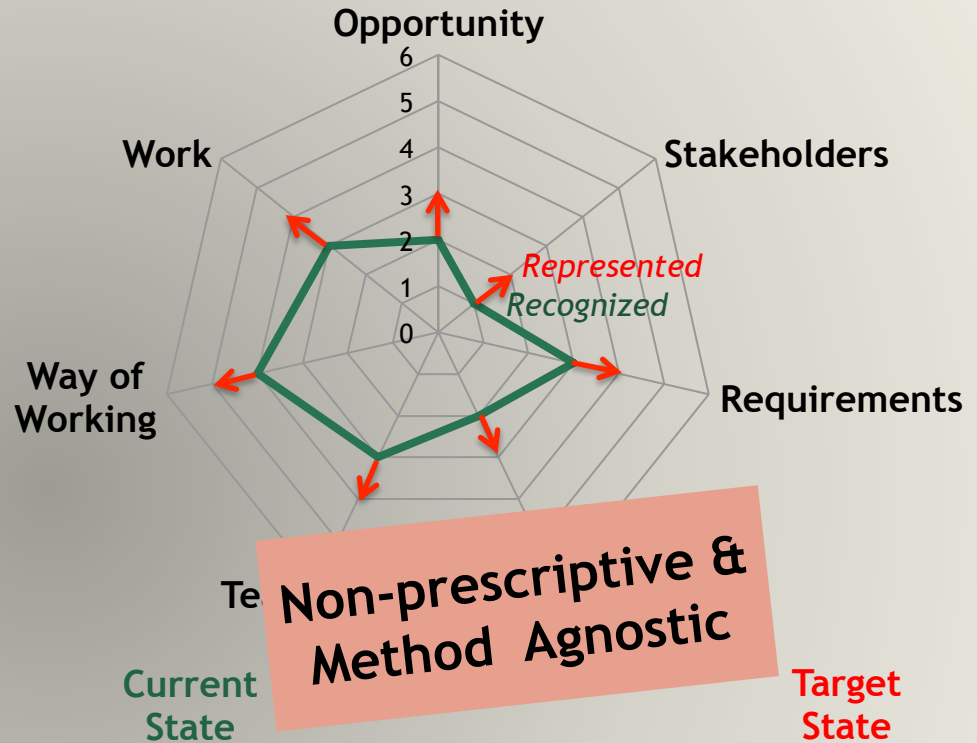 Opportunity
6
5
4
3
2
1
0
Work
Stakeholders
Represented
Recognized
Way of
Working
Requirements
Non-prescriptive &
Method Agnostic
Current
State
Target
State